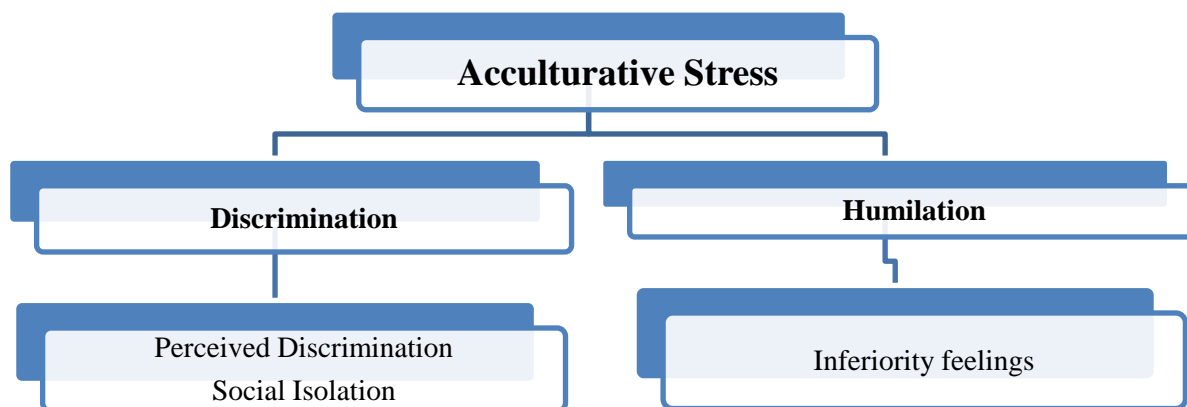 Acculturative Stress
Discrimination
Humilation
Perceived Discrimination
Social Isolation
Inferiority feelings